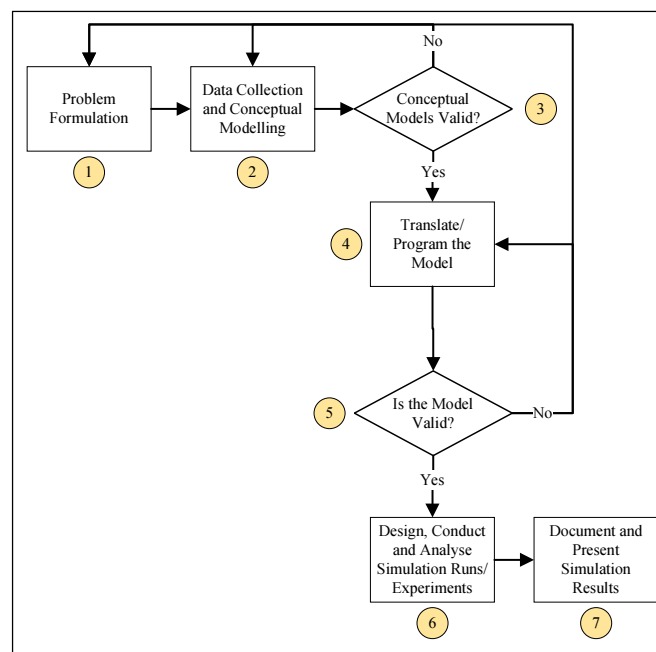 No
Problem
Formulation
1
Data Collection
and Conceptual
Modelling
2
Conceptual
Models Valid?
3
Yes
4
Translate/
Program the
Model
5
Is the Model
Valid?
No
Yes
Design, Conduct
and Analyse
Simulation Runs/
Experiments
6
Document and
Present
Simulation
Results
7